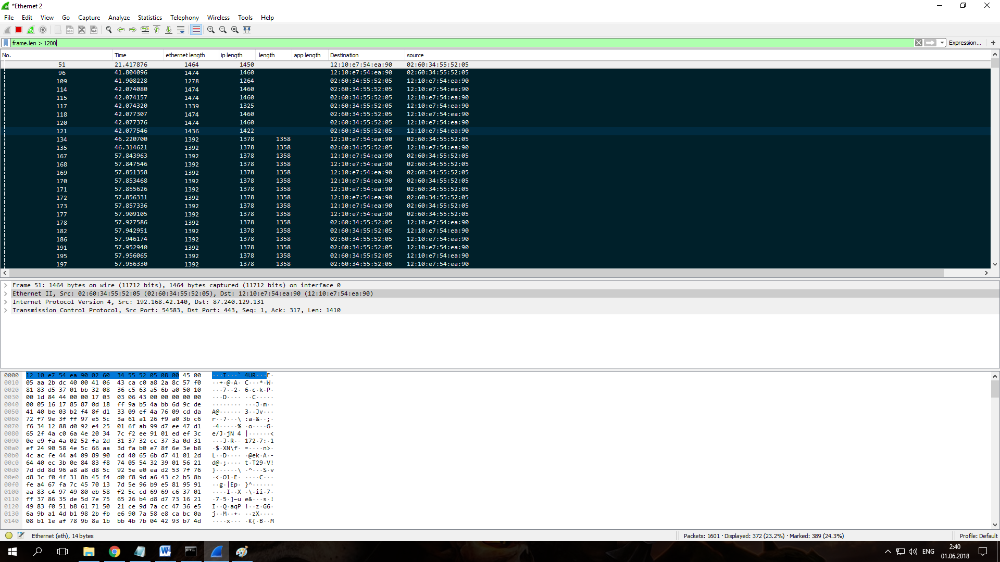 *Ethernet 2
File Edit View Go Capture Analyze Statistics Telephony Wireless Tools Help
frame.len > 1200 Expression... +
No. Time ethernet length ip length length app length Destination source
51 21.417876 1464 1450 12:10:e7:54:ea:90 02:60:34:55:52:05
96 41.804096 1474 1460 12:10:e7:54:ea:90 02:60:34:55:52:05
109 41.908228 1278 1264 02:60:34:55:52:05 12:10:e7:54:ea:90
114 42.074080 1474 1460 02:60:34:55:52:05 12:10:e7:54:ea:90
115 42.074157 1474 1460 02:60:34:55:52:05 12:10:e7:54:ea:90
117 42.074320 1339 1325 02:60:34:55:52:05 12:10:e7:54:ea:90
118 42.077307 1474 1460 02:60:34:55:52:05 12:10:e7:54:ea:90
120 42.077376 1474 1460 02:60:34:55:52:05 12:10:e7:54:ea:90
121 42.077546 1436 1422 02:60:34:55:52:05 12:10:e7:54:ea:90
134 46.220700 1392 1378 1358 12:10:e7:54:ea:90 02:60:34:55:52:05
135 46.314621 1392 1378 1358 02:60:34:55:52:05 12:10:e7:54:ea:90
167 57.843963 1392 1378 1358 12:10:e7:54:ea:90 02:60:34:55:52:05
168 57.847546 1392 1378 1358 12:10:e7:54:ea:90 02:60:34:55:52:05
169 57.851358 1392 1378 1358 12:10:e7:54:ea:90 02:60:34:55:52:05
170 57.853468 1392 1378 1358 12:10:e7:54:ea:90 02:60:34:55:52:05
171 57.855626 1392 1378 1358 12:10:e7:54:ea:90 02:60:34:55:52:05
172 57.856331 1392 1378 1358 12:10:e7:54:ea:90 02:60:34:55:52:05
173 57.857336 1392 1378 1358 12:10:e7:54:ea:90 02:60:34:55:52:05
177 57.909105 1392 1378 1358 12:10:e7:54:ea:90 02:60:34:55:52:05
178 57.927586 1392 1378 1358 02:60:34:55:52:05 12:10:e7:54:ea:90
182 57.942951 1392 1378 1358 02:60:34:55:52:05 12:10:e7:54:ea:90
186 57.946174 1392 1378 1358 02:60:34:55:52:05 12:10:e7:54:ea:90
191 57.952940 1392 1378 1358 02:60:34:55:52:05 12:10:e7:54:ea:90
195 57.956065 1392 1378 1358 02:60:34:55:52:05 12:10:e7:54:ea:90
197 57.956330 1392 1378 1358 02:60:34:55:52:05 12:10:e7:54:ea:90
Frame 51: 1464 bytes on wire (11712 bits), 1464 bytes captured (11712 bits) on interface 0
Ethernet II, Src: 02:60:34:55:52:05 (02:60:34:55:52:05), Dst: 12:10:e7:54:ea:90 (12:10:e7:54:ea:90)
Internet Protocol Version 4, Src: 192.168.42.140, Dst: 87.240.129.131
Transmission Control Protocol, Src Port: 54583, Dst Port: 443, Seq: 1, Ack: 317, Len: 1410
0000 12 10 e7 54 ea 90 02 60 34 55 52 05 08 00 45 00 ···T···` 4UR···E·
0010 05 aa 2b dc 40 00 41 06 43 ca c0 a8 2a 8c 57 f0 ··+·@·A· C···*·W·
0020 81 83 d5 37 01 bb 32 08 36 c5 63 a5 6b a0 50 10 ···7··2· 6·c·k·P·
0030 00 1d 84 44 00 00 17 03 03 06 43 00 00 00 00 00 ···D···· ··C·····
0040 00 05 16 17 85 87 0d 18 ff 9a b5 4a bb 6d 9c de ········ ···J·m··
0050 41 40 be 03 b2 f4 8f d1 33 09 ef 4a 76 09 cd da A@······ 3··Jv···
0060 72 f7 9e 3f ff 97 e5 5c 3a 61 a1 26 f9 a0 3b c6 r··?···\ :a·&··;·
0070 f6 34 12 88 d0 92 e4 25 01 6f ab 99 d7 ee 47 d1 ·4·····% ·o····G·
0080 65 2f 4a c0 6a 4e 20 34 7c f2 ee 91 01 ed ef 3c e/J·jN 4 |······<
0090 0e e9 fa 4a 02 52 fa 2d 31 37 32 cc 37 3a 0d 31 ···J·R·- 172·7:·1
00a0 ef 24 90 58 4e 5c 66 aa 3d fa b0 e7 8f 6e 3e b8 ·$·XN\f· =····n>·
00b0 4c ac fe 44 a4 09 89 90 cd 40 65 6b d7 41 01 2d L··D···· ·@ek·A·-
00c0 64 40 ec 3b 0e 84 83 f8 74 05 54 32 39 01 56 21 d@·;···· t·T29·V!
00d0 7d dd 8d 96 a8 a8 d8 5c 92 5e e0 ea d2 53 7f 76 }······\ ·^···S·v
00e0 d8 3c f0 4f 31 8b 45 f4 d0 f8 9d a6 43 c2 b5 8b ·<·O1·E· ····C···
00f0 fe a4 67 fa 7c 45 70 13 7d 5e 96 b9 e5 81 95 91 ··g·|Ep· }^······
0100 aa 83 c4 97 49 80 eb 58 f2 5c cd 69 69 c6 37 01 ····I··X ·\·ii·7·
0110 ff 37 86 35 de 5d 7e 75 65 26 b4 d8 d7 73 16 21 ·7·5·]~u e&···s·!
0120 49 83 f0 51 b8 61 71 50 21 ce 9d 7a cc 47 36 e5 I··Q·aqP !··z·G6·
0130 6a 9b a1 4d b1 98 2b fb e6 90 7a 58 e8 ca bc 0a j··M··+· ··zX····
0140 08 b1 1e af 78 9b 8a 1b bb 4b 7b 04 42 93 b7 4d ····x··· ·K{·B··M
Ethernet (eth), 14 bytes Packets: 1601 · Displayed: 372 (23.2%) · Marked: 389 (24.3%) Profile: Default
ENG 2:40
01.06.2018